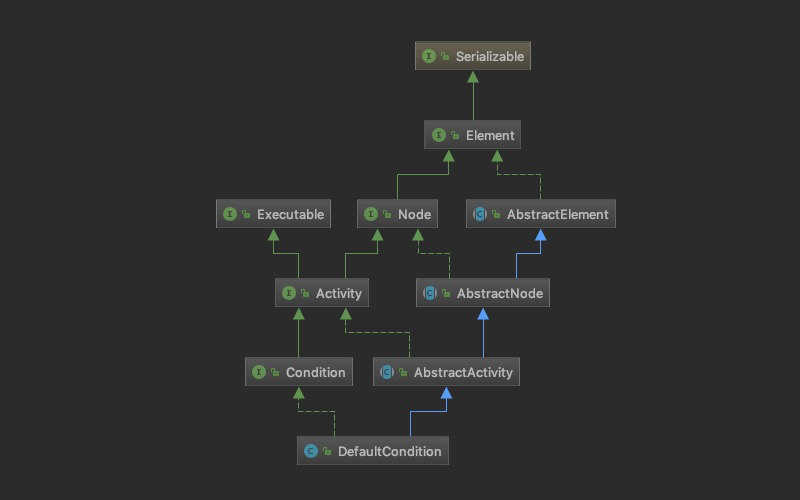 I Serializable
I Element
I Executable
I Node
C AbstractElement
I Activity
C AbstractNode
I Condition
C AbstractActivity
C DefaultCondition